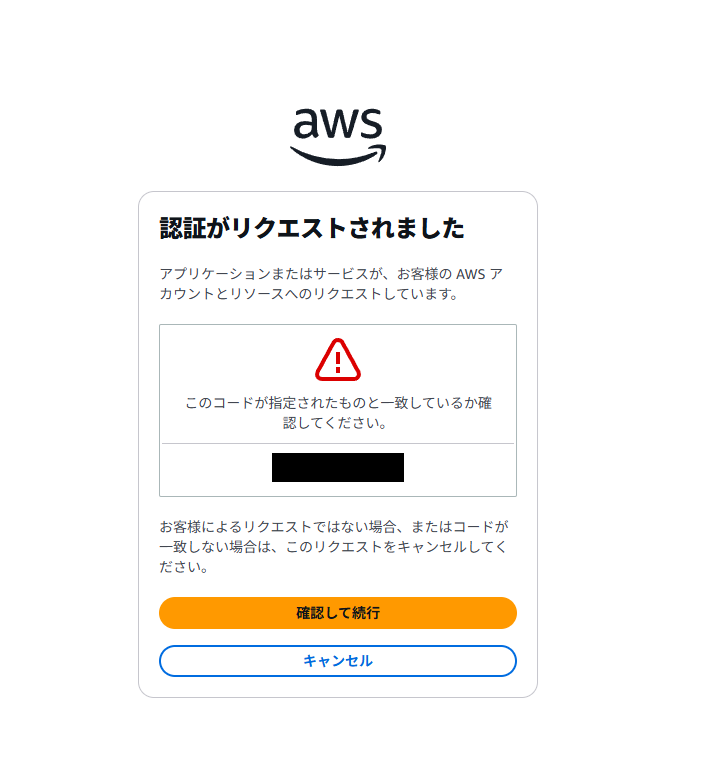 aws
認証がリクエストされました
アプリケーションまたはサービスが、お客様の AWS ア
カウントとリソースへのリクエストしています。
このコードが指定されたものと一致しているか確
認してください。
お客様によるリクエストではない場合、またはコードが
一致しない場合は、このリクエストをキャンセルしてく
ださい。
確認して続行
キャンセル